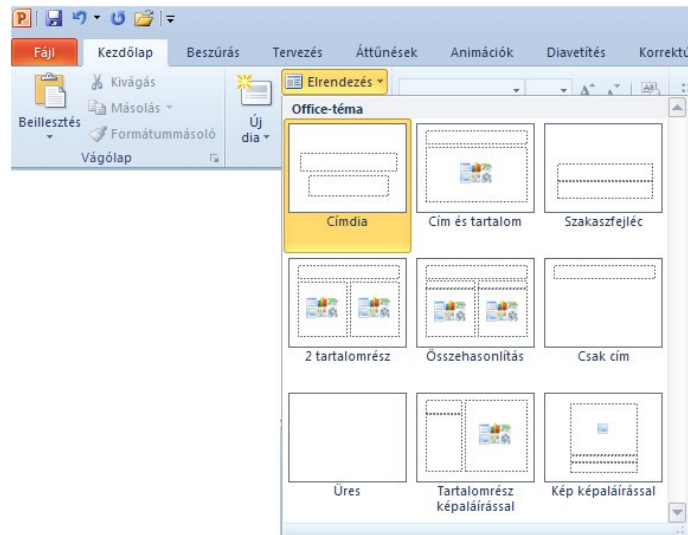 Fájl Kezdőlap Beszúrás Tervezés Áttűnések Animációk Diavetítés Korrektú
Beillesztés
Kivágás
Másolás
Formátummásoló
Vágólap
Új
dia
Elrendezés
Office-téma
Címdia Cím és tartalom Szakaszfejléc
2 tartalomrész Összehasonlítás Csak cím
Üres Tartalomrész Kép képaláírással
képaláírással